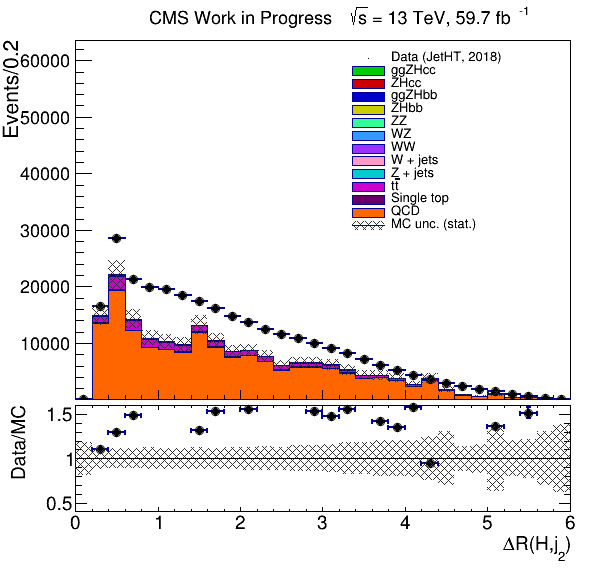 CMS Work in Progress √s = 13 TeV, 59.7 fb⁻¹
Events/0.2
60000
50000
40000
30000
20000
10000
Data (JetHT, 2018)
ggZHcc
ZHcc
ggZHbb
ZHbb
ZZ
WZ
WW
W + jets
Z + jets
tt̄
Single top
QCD
MC unc. (stat.)
Data/MC
1.5
1
0.5
0 1 2 3 4 5 6
ΔR(H,j₂)